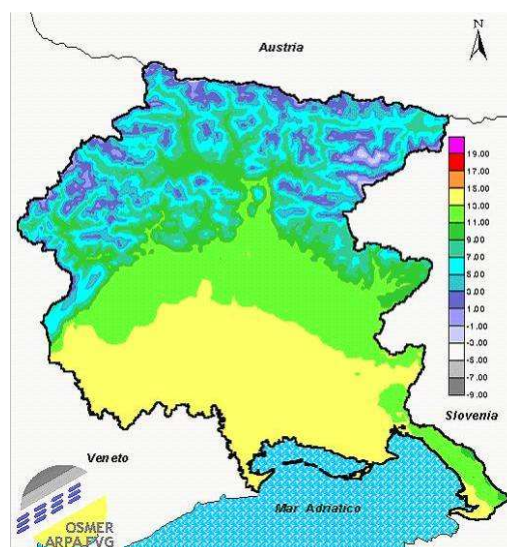 N
Austria
19.00
17.00
15.00
13.00
11.00
9.00
7.00
5.00
3.00
1.00
-1.00
-3.00
-5.00
-7.00
-9.00
Slovenia
Veneto
Mar Adriatico
OSMER
ARPA.FVG